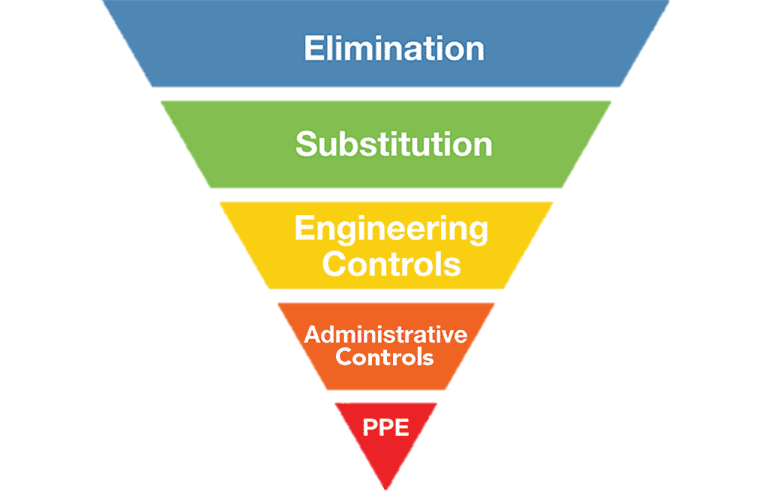 Elimination
Substitution
Engineering
Controls
Administrative
Controls
PPE